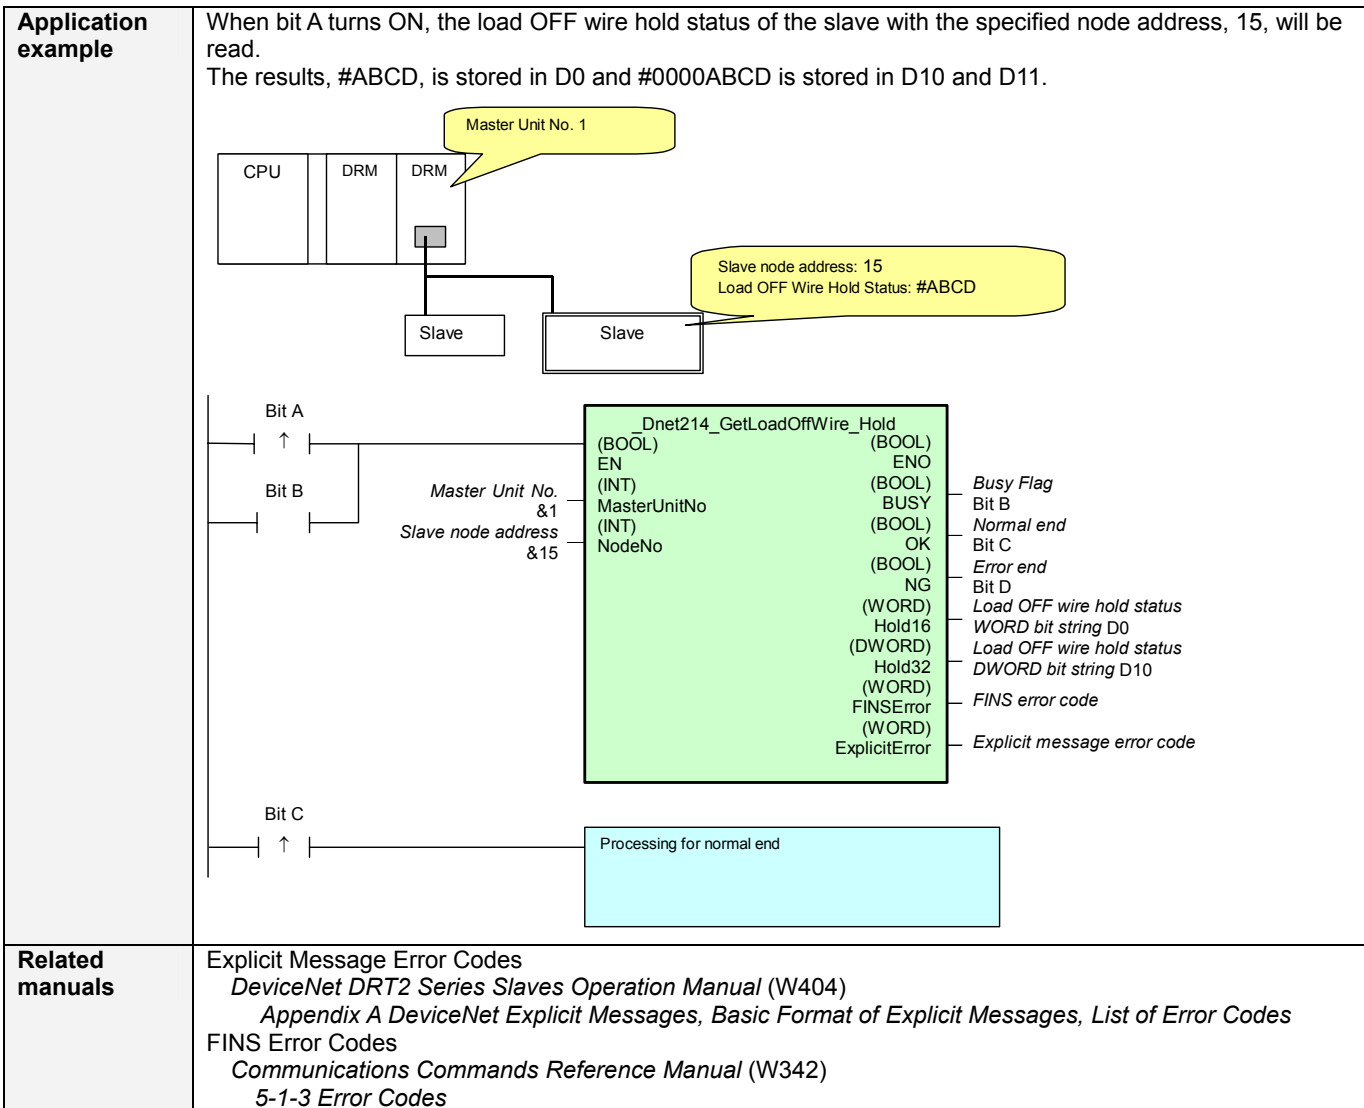 Application example
When bit A turns ON, the load OFF wire hold status of the slave with the specified node address, 15, will be
read.
The results, #ABCD, is stored in D0 and #0000ABCD is stored in D10 and D11.
Master Unit No. 1
CPU
DRM
DRM
Slave node address: 15
Load OFF Wire Hold Status: #ABCD
Slave
Slave
Bit A
↑
Bit B
Master Unit No.
&1
Slave node address
&15
_Dnet214_GetLoadOffWire_Hold
(BOOL)
EN
(INT)
MasterUnitNo
(INT)
NodeNo
(BOOL)
ENO
(BOOL)
BUSY
(BOOL)
OK
(BOOL)
NG
(WORD)
Hold16
(DWORD)
Hold32
(WORD)
FINSError
(WORD)
ExplicitError
Busy Flag
Bit B
Normal end
Bit C
Error end
Bit D
Load OFF wire hold status
WORD bit string D0
Load OFF wire hold status
DWORD bit string D10
FINS error code
Explicit message error code
Bit C
↑
Processing for normal end
Related manuals
Explicit Message Error Codes
DeviceNet DRT2 Series Slaves Operation Manual (W404)
Appendix A DeviceNet Explicit Messages, Basic Format of Explicit Messages, List of Error Codes
FINS Error Codes
Communications Commands Reference Manual (W342)
5-1-3 Error Codes